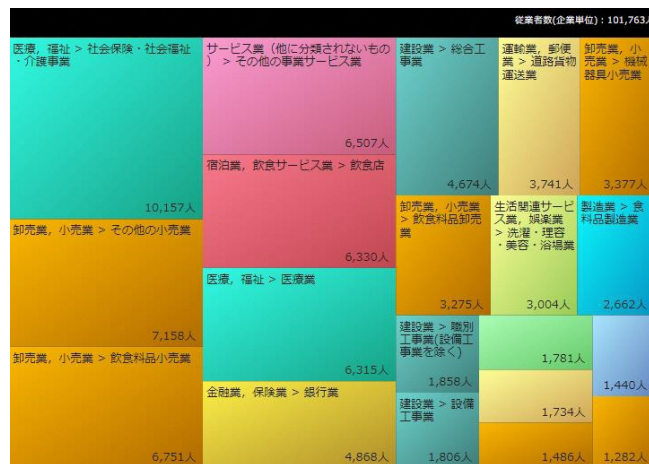 従業者数(企業単位)：101,763人
医療，福祉 > 社会保険・社会福祉
・介護事業
10,157人
卸売業，小売業 > その他の小売業
7,158人
卸売業，小売業 > 飲食料品小売業
6,751人
サービス業（他に分類されないもの
）> その他の事業サービス業
6,507人
宿泊業，飲食サービス業 > 飲食店
6,330人
医療，福祉 > 医療業
6,315人
金融業，保険業 > 銀行業
4,868人
建設業 > 総合工
事業
4,674人
運輸業，郵便
業 > 道路貨物
運送業
3,741人
卸売業，小
売業 > 機械
器具小売業
3,377人
卸売業，小売業
> 飲食料品卸売
業
3,275人
生活関連サービ
ス業，娯楽業
> 洗濯・理容
・美容・浴場業
3,004人
製造業 > 食
料品製造業
2,662人
建設業 > 職別
工事業(設備工
事業を除く)
1,858人
建設業 > 設備
工事業
1,806人
1,781人
1,734人
1,486人
1,440人
1,282人